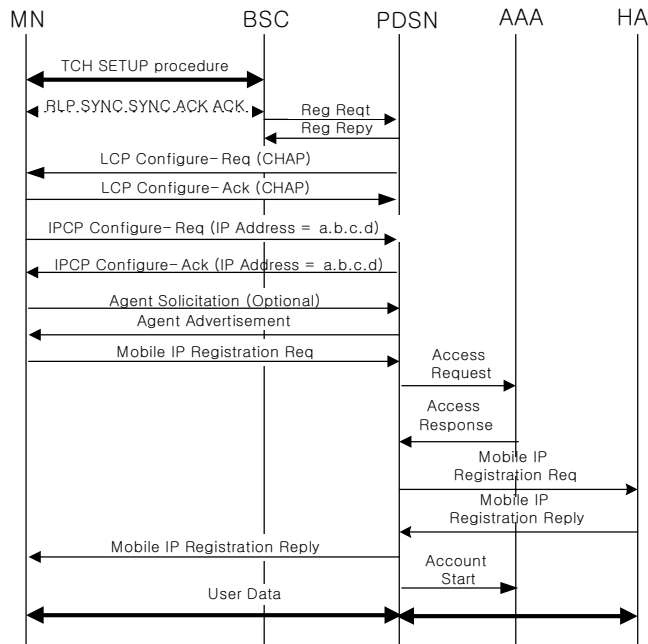 MN BSC PDSN AAA HA
TCH SETUP procedure
RLP SYNC SYNC ACK ACK
Reg Reqt
Reg Repy
LCP Configure-Req (CHAP)
LCP Configure-Ack (CHAP)
IPCP Configure-Req (IP Address = a.b.c.d)
IPCP Configure-Ack (IP Address = a.b.c.d)
Agent Solicitation (Optional)
Agent Advertisement
Mobile IP Registration Req
Access
Request
Access
Response
Mobile IP
Registration Req
Mobile IP
Registration Reply
Mobile IP Registration Reply
Account
Start
User Data